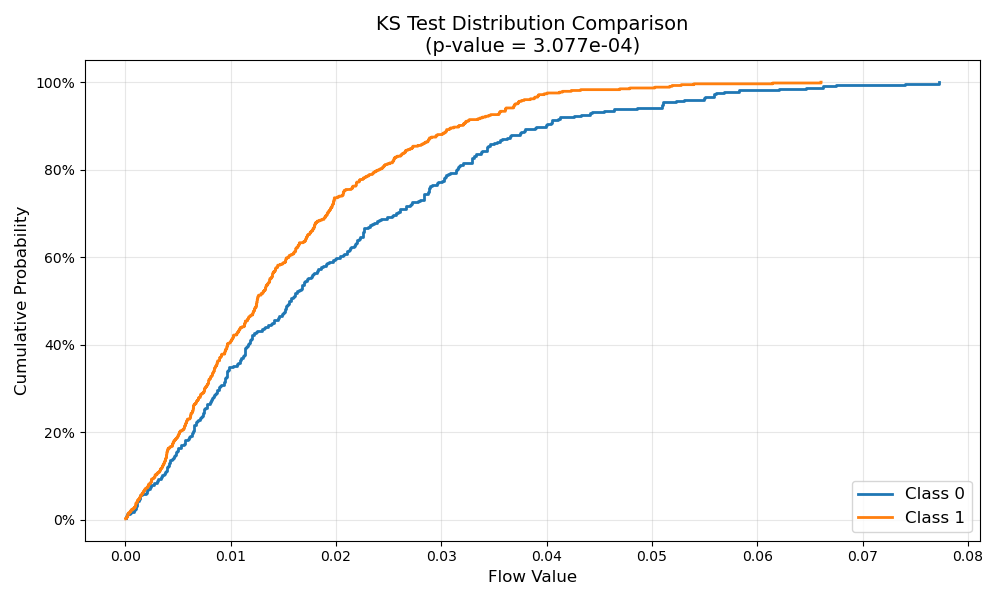 KS Test Distribution Comparison
(p-value = 3.077e-04)
Cumulative Probability
100%
80%
60%
40%
20%
0%
0.00 0.01 0.02 0.03 0.04 0.05 0.06 0.07 0.08
Flow Value
Class 0
Class 1